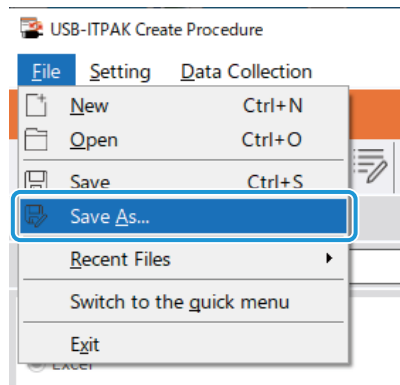 USB-ITPAK Create Procedure
File Setting Data Collection
New Ctrl+N
Open Ctrl+O
Save Ctrl+S
Save As...
Recent Files
Switch to the quick menu
Exit
Excel